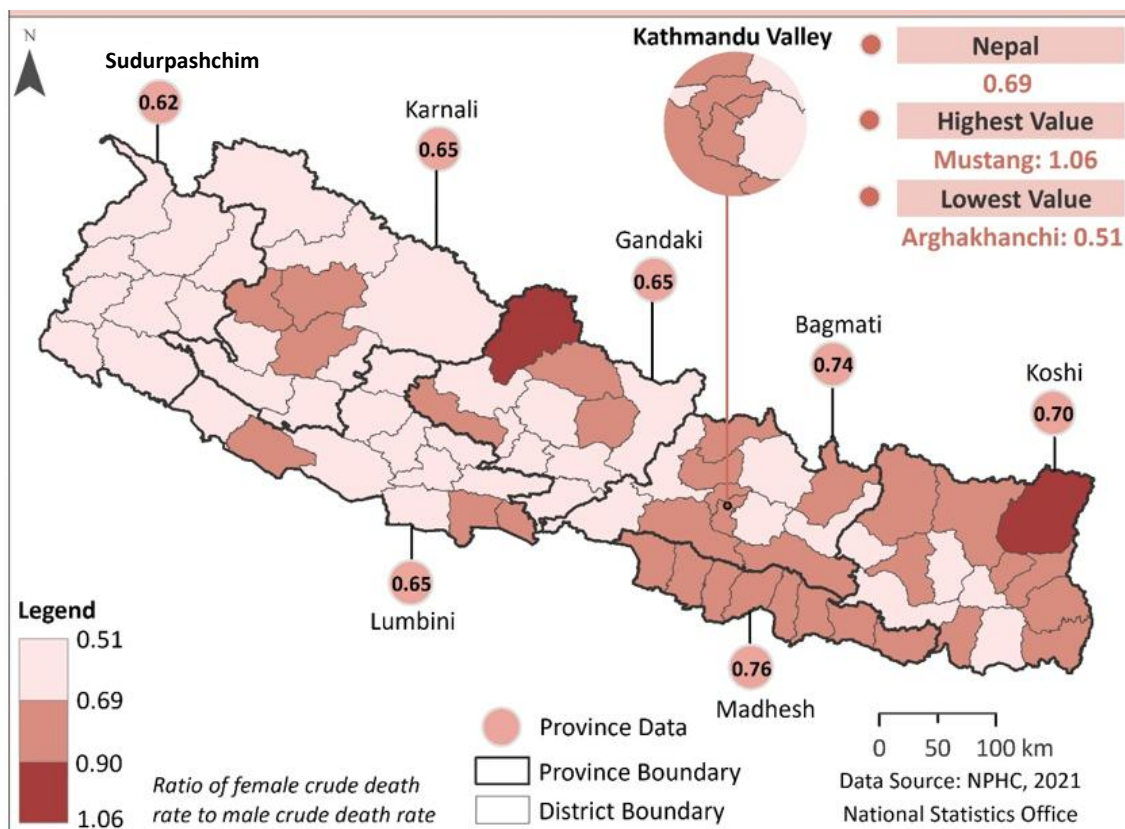 N
Sudurpashchim
0.62
Karnali
0.65
Kathmandu Valley
Gandaki
0.65
Bagmati
0.74
Koshi
0.70
Nepal
0.69
Highest Value
Mustang: 1.06
Lowest Value
Arghakhanchi: 0.51
0.65
Lumbini
0.76
Madhesh
Legend
0.51
0.69
0.90
1.06
Ratio of female crude death
rate to male crude death rate
Province Data
Province Boundary
District Boundary
0 50 100 km
Data Source: NPHC, 2021
National Statistics Office